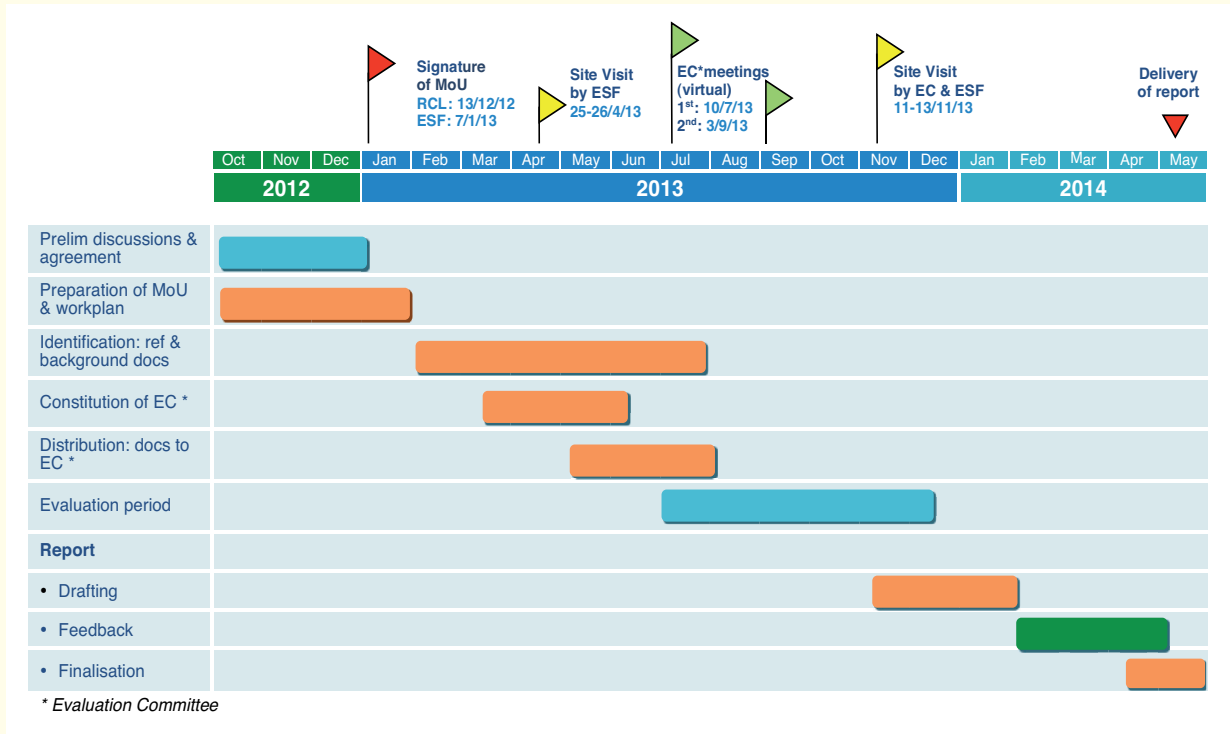 Signature
of MoU
RCL: 13/12/12
ESF: 7/1/13
Site Visit
by ESF
25-26/4/13
EC*meetings
(virtual)
1st: 10/7/13
2nd: 3/9/13
Site Visit
by EC & ESF
11-13/11/13
Delivery
of report
Oct Nov Dec Jan Feb Mar Apr May Jun Jul Aug Sep Oct Nov Dec Jan Feb Mar Apr May
2012 2013 2014
Prelim discussions &
agreement
Preparation of MoU
& workplan
Identification: ref &
background docs
Constitution of EC *
Distribution: docs to
EC *
Evaluation period
Report
• Drafting
• Feedback
• Finalisation
* Evaluation Committee